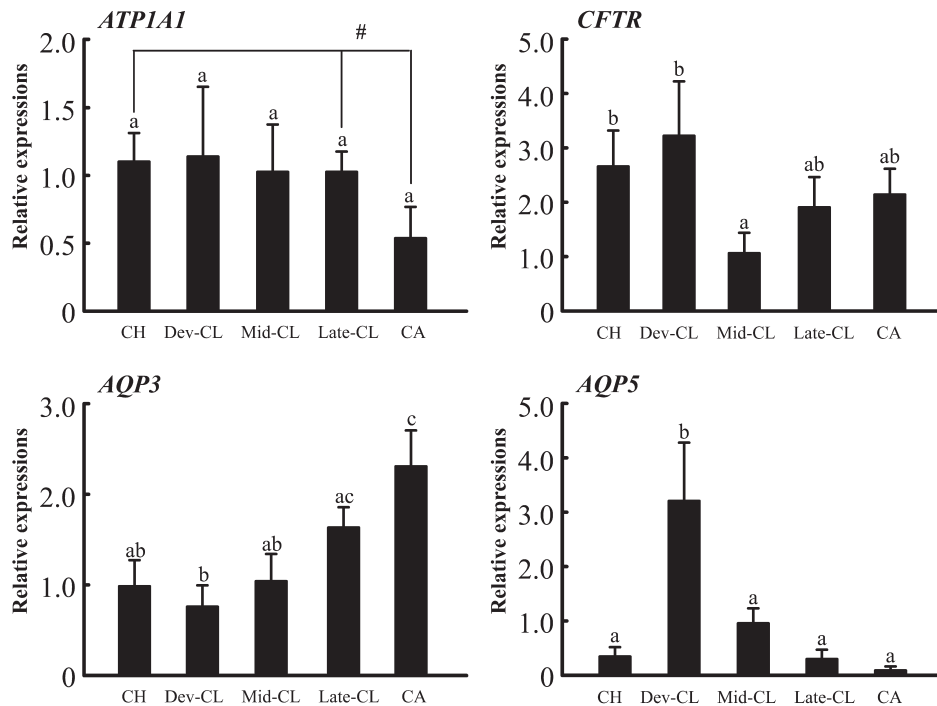 ATP1A1
Relative expressions
2.0
1.5
1.0
0.5
0
#
a
a
a
a
a
CH Dev-CL Mid-CL Late-CL CA
CFTR
Relative expressions
5.0
4.0
3.0
2.0
1.0
0
b
b
a
ab
ab
CH Dev-CL Mid-CL Late-CL CA
AQP3
Relative expressions
3.0
2.0
1.0
0
ab
b
ab
ac
c
CH Dev-CL Mid-CL Late-CL CA
AQP5
Relative expressions
5.0
4.0
3.0
2.0
1.0
0
a
b
a
a
a
CH Dev-CL Mid-CL Late-CL CA